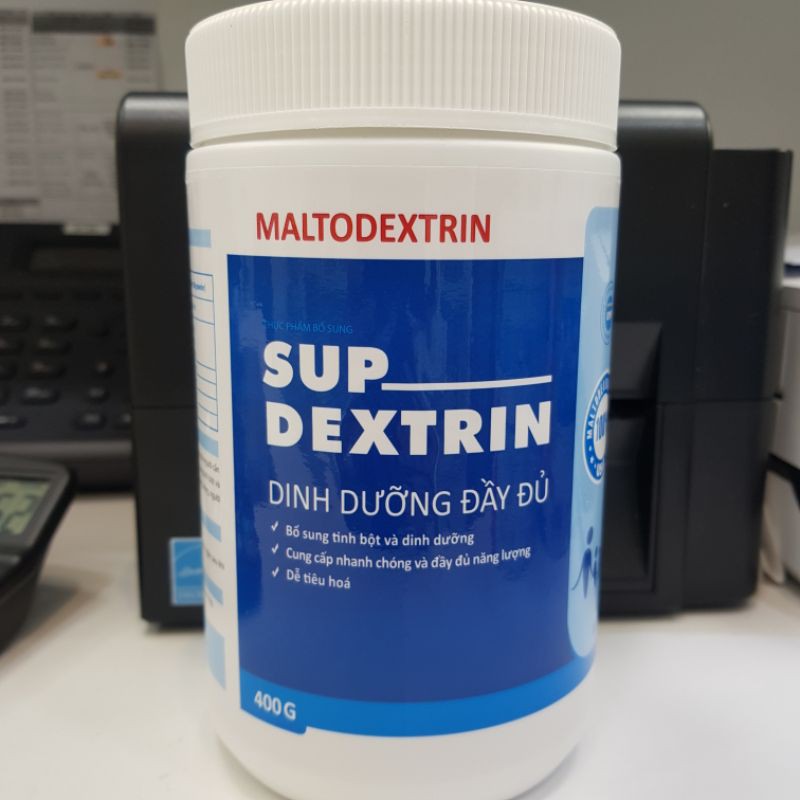 MALTODEXTRIN
THỰC PHẨM BỔ SUNG
SUP
DEXTRIN
DINH DƯỠNG ĐẦY ĐỦ
✓ Bổ sung tinh bột và dinh dưỡng
✓ Cung cấp nhanh chóng và đầy đủ năng lượng
✓ Dễ tiêu hoá
400G